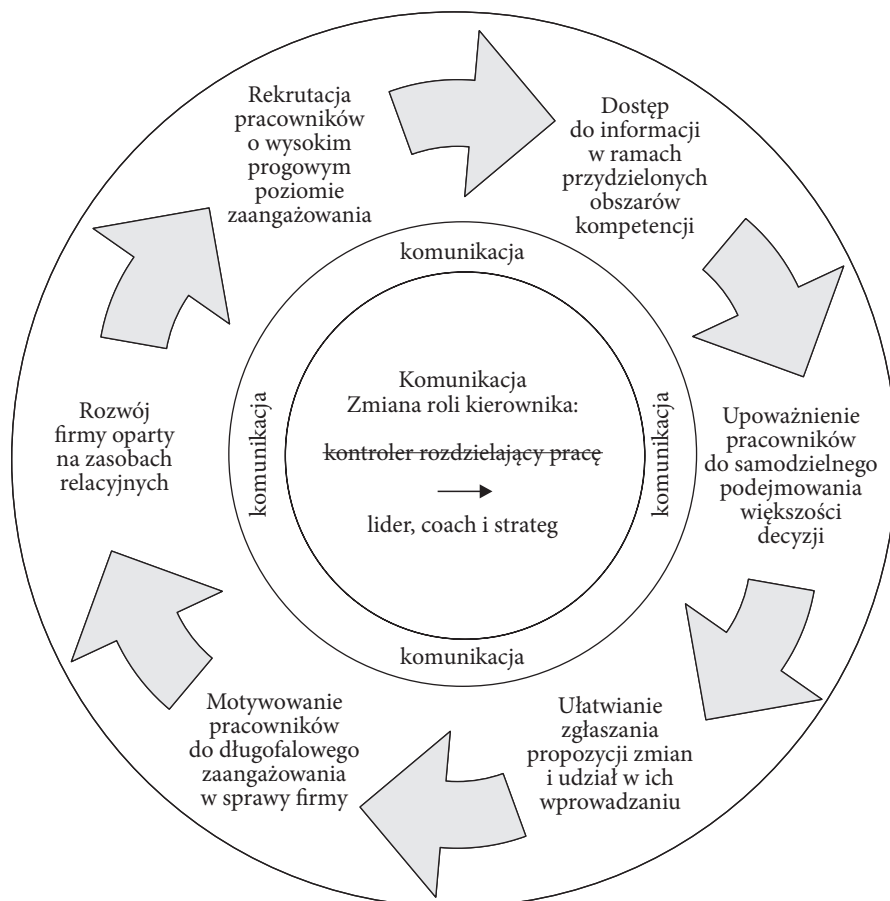 Rekrutacja
pracowników
o wysokim
progowym
poziomie
zaangażowania
Dostęp
do informacji
w ramach
przydzielonych
obszarów
kompetencji
Upoważnienie
pracowników
do samodzielnego
podejmowania
większości
decyzji
Ułatwianie
zgłaszania
propozycji zmian
i udział w ich
wprowadzaniu
Motywowanie
pracowników
do długofalowego
zaangażowania
w sprawy firmy
Rozwój
firmy oparty
na zasobach
relacyjnych
komunikacja
komunikacja
komunikacja
komunikacja
Komunikacja
Zmiana roli kierownika:
kontroler rozdzielający pracę
lider, coach i strateg